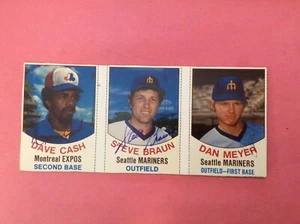 DAVE CASH
Montreal EXPOS
SECOND BASE
STEVE BRAUN
Seattle MARINERS
OUTFIELD
DAN MEYER
Seattle MARINERS
OUTFIELD-FIRST BASE